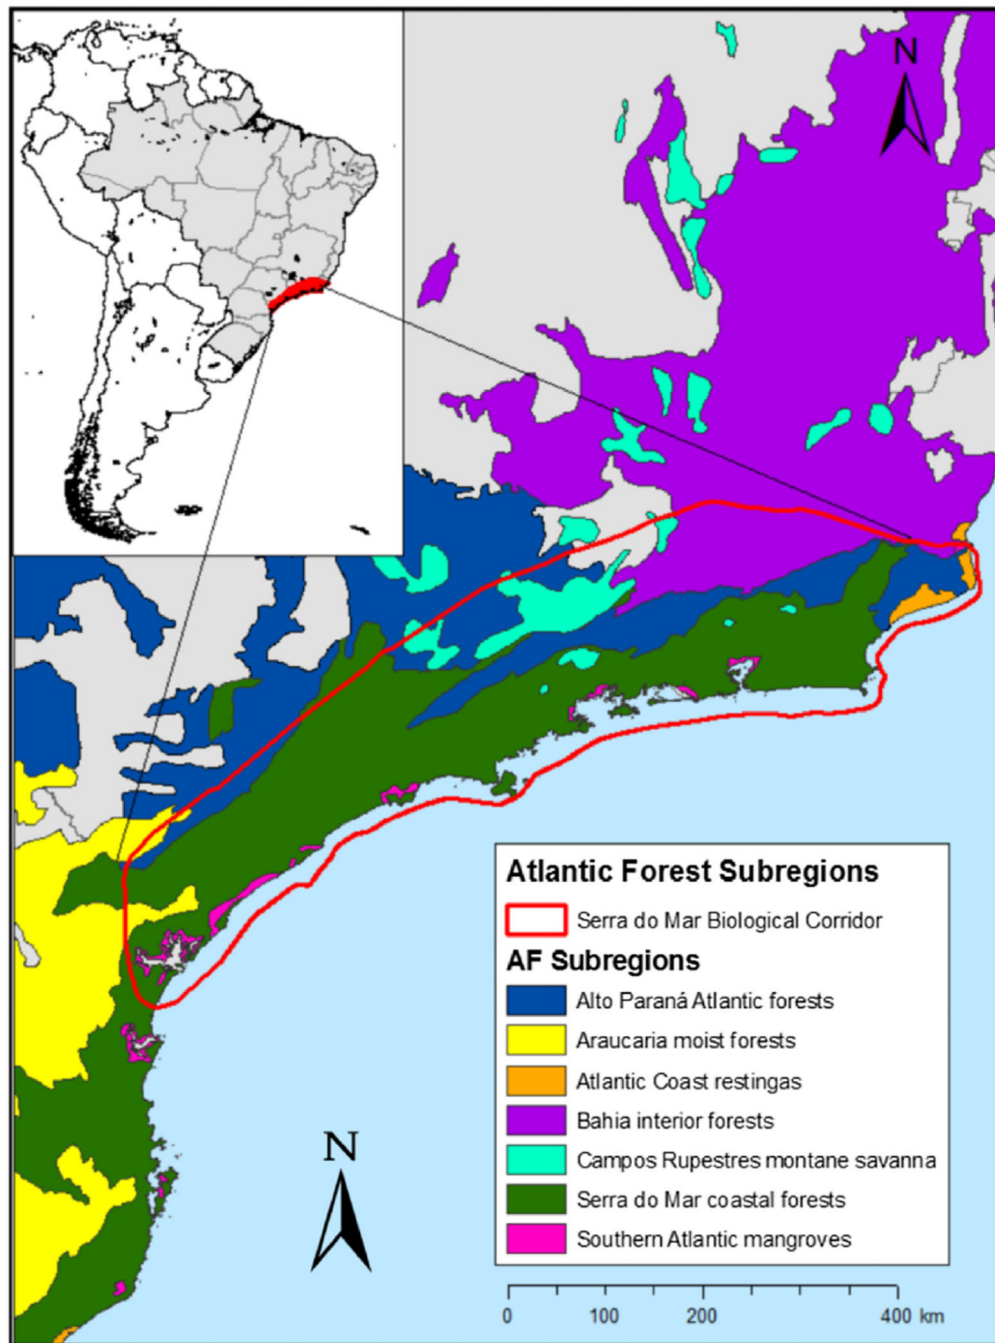 N
Atlantic Forest Subregions
Serra do Mar Biological Corridor
AF Subregions
Alto Paraná Atlantic forests
Araucaria moist forests
Atlantic Coast restingas
Bahia interior forests
Campos Rupestres montane savanna
Serra do Mar coastal forests
Southern Atlantic mangroves
N
0 100 200 400 km